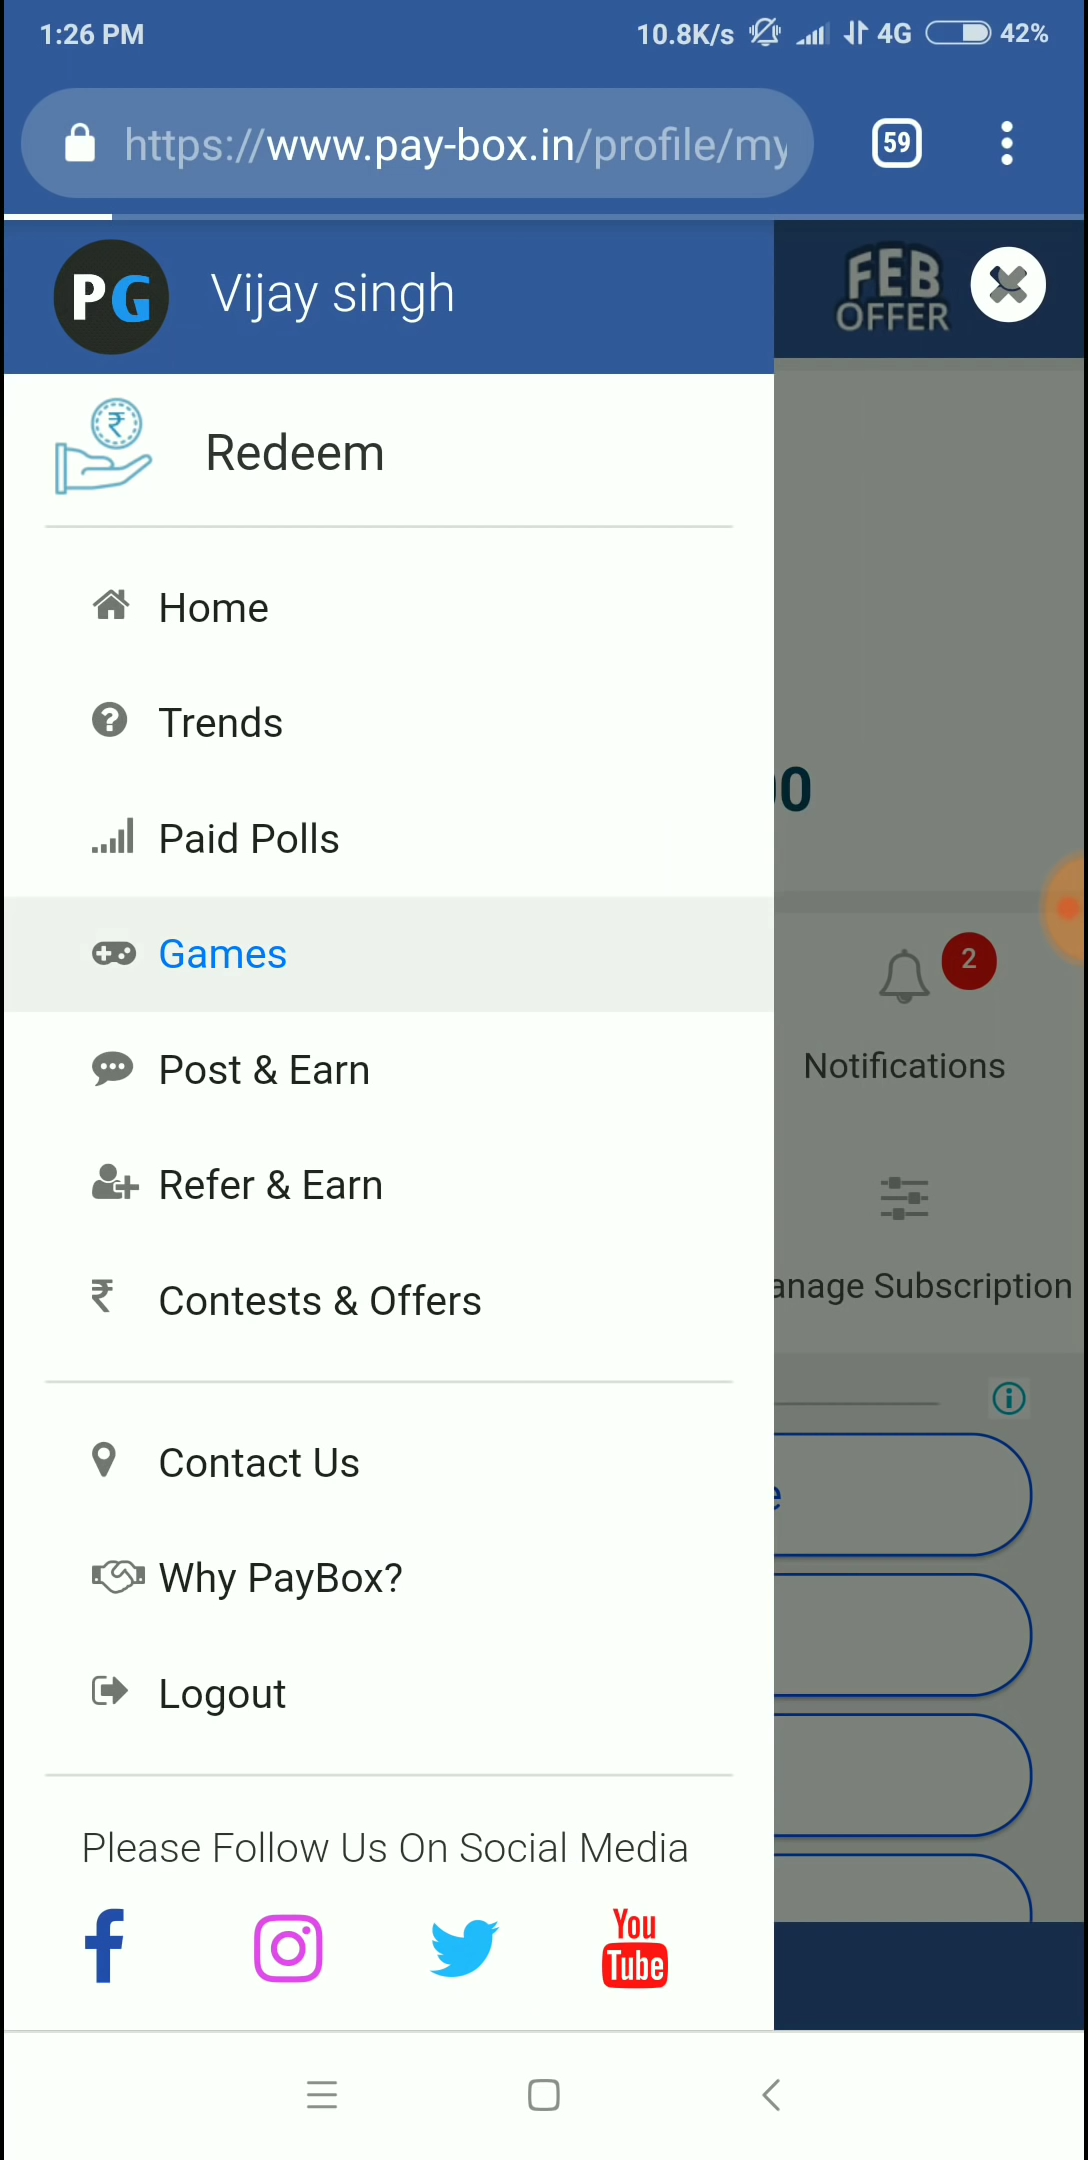 1:26 PM 10.8K/s 4G 42%
https://www.pay-box.in/profile/my 59
PG Vijay singh
FEB
OFFER
₹ Redeem
Home
Trends
Paid Polls
Games
Post & Earn
Refer & Earn
₹ Contests & Offers
Contact Us
Why PayBox?
Logout
Please Follow Us On Social Media
You
Tube
00
2
Notifications
anage Subscription
e